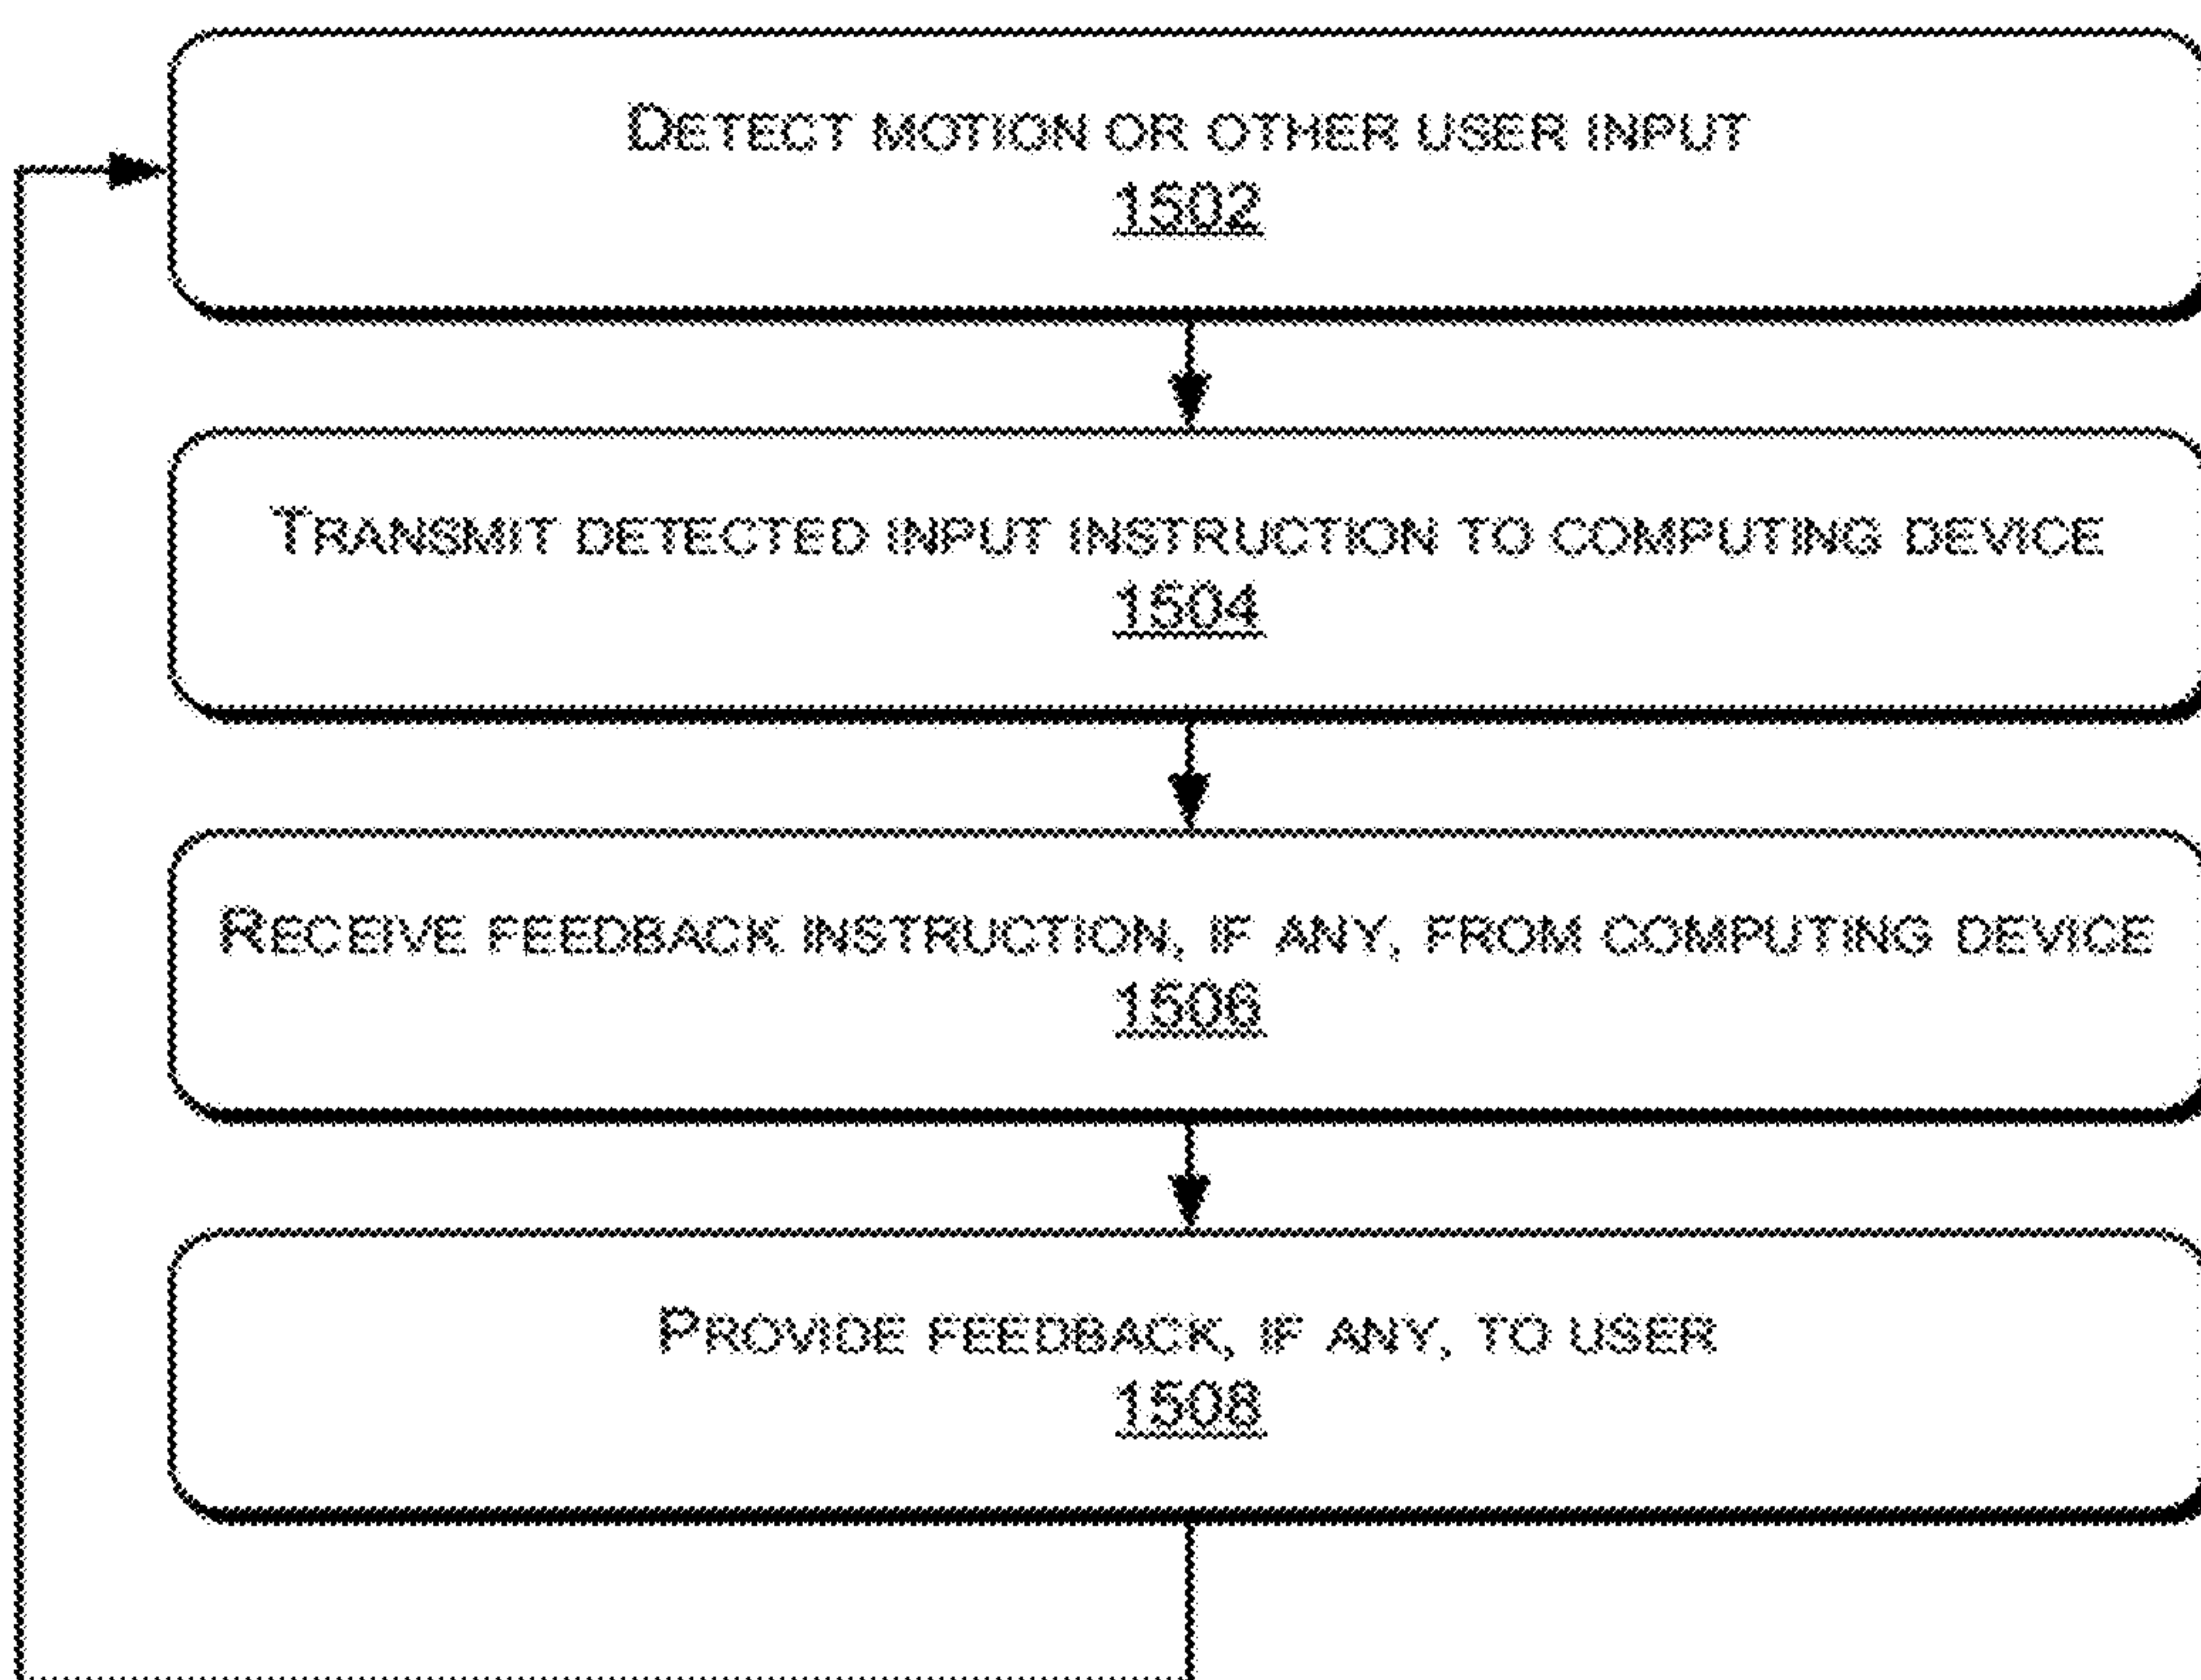 DETECT MOTION OR OTHER USER INPUT
1502
TRANSMIT DETECTED INPUT INSTRUCTION TO COMPUTING DEVICE
1504
RECEIVE FEEDBACK INSTRUCTION, IF ANY, FROM COMPUTING DEVICE
1506
PROVIDE FEEDBACK, IF ANY, TO USER
1508